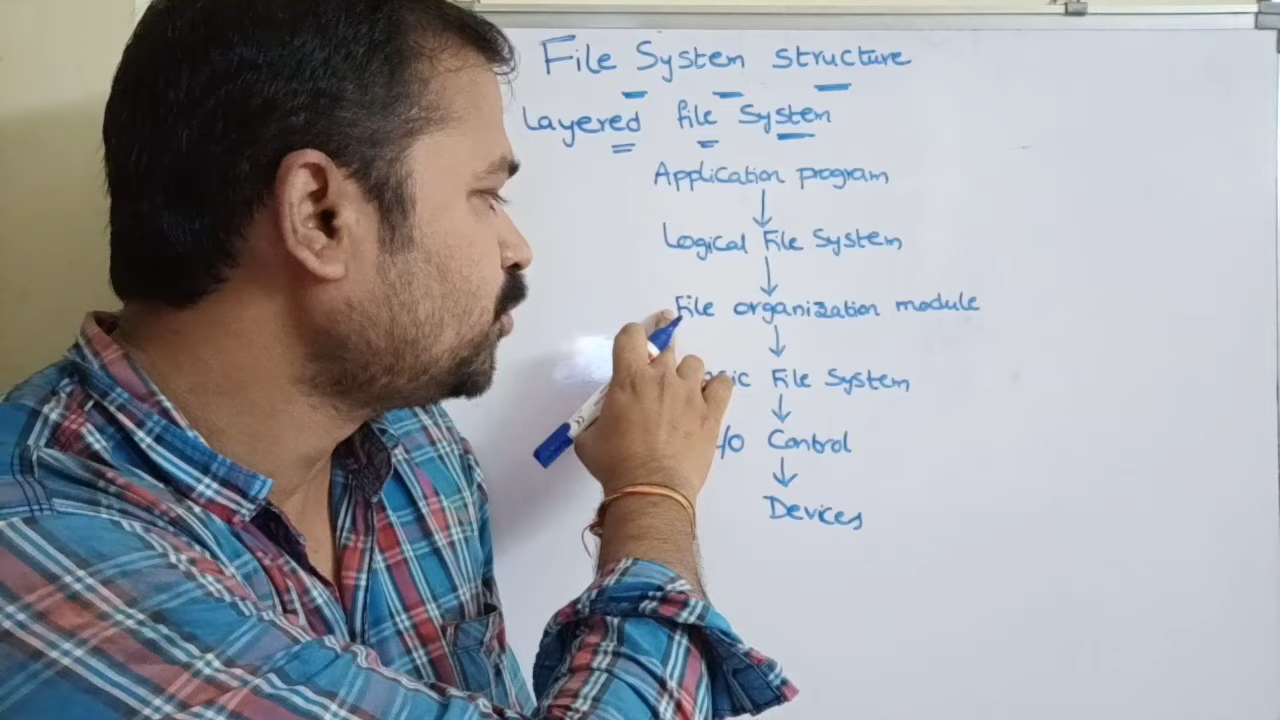 File System structure
Layered file System
Application program
Logical File System
File organization module
File System
Control
Devices